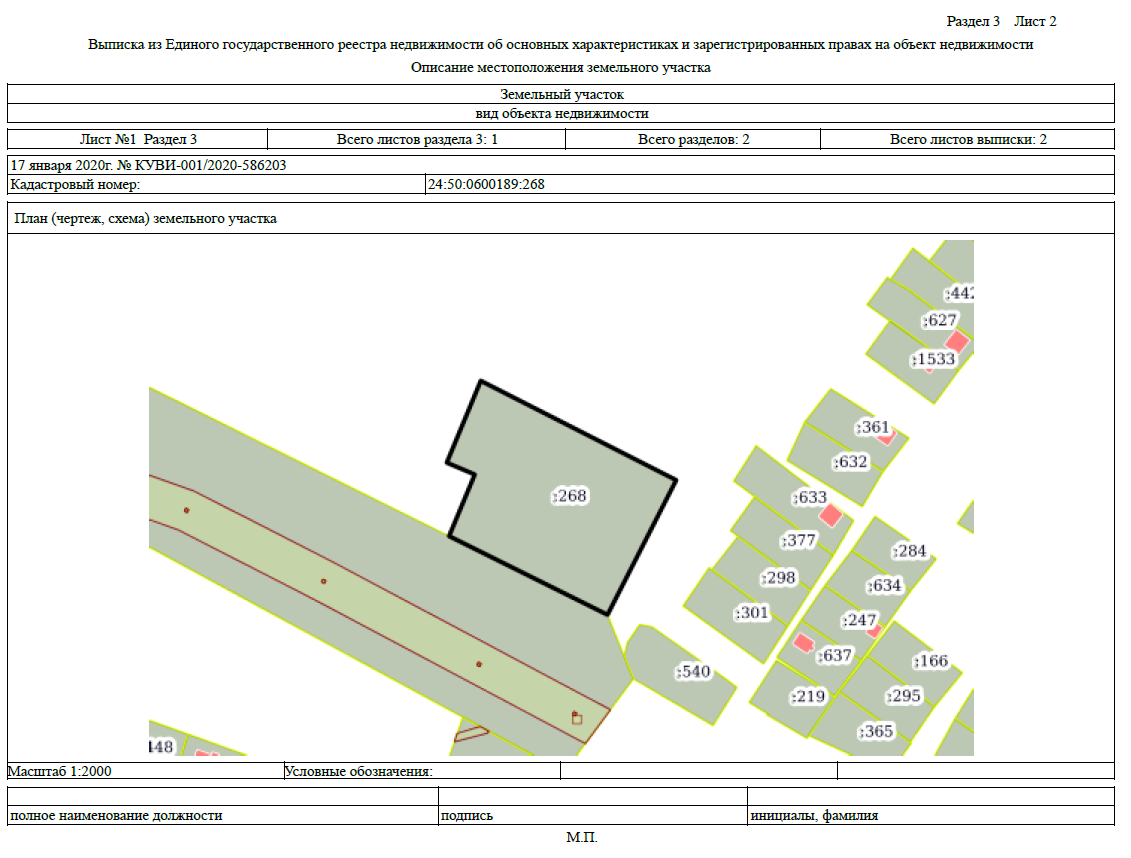 Раздел 3 Лист 2
Выписка из Единого государственного реестра недвижимости об основных характеристиках и зарегистрированных правах на объект недвижимости
Описание местоположения земельного участка
Земельный участок
вид объекта недвижимости
Лист №1 Раздел 3 Всего листов раздела 3: 1 Всего разделов: 2 Всего листов выписки: 2
17 января 2020г. № КУВИ-001/2020-586203
Кадастровый номер: 24:50:0600189:268
План (чертеж, схема) земельного участка
:442
:627
:1533
:361
:632
:268
:633
:377
:284
:298
:634
:301
:247
:637
:166
:540
:219
:295
:365
448
Масштаб 1:2000 Условные обозначения:
полное наименование должности подпись инициалы, фамилия
М.П.